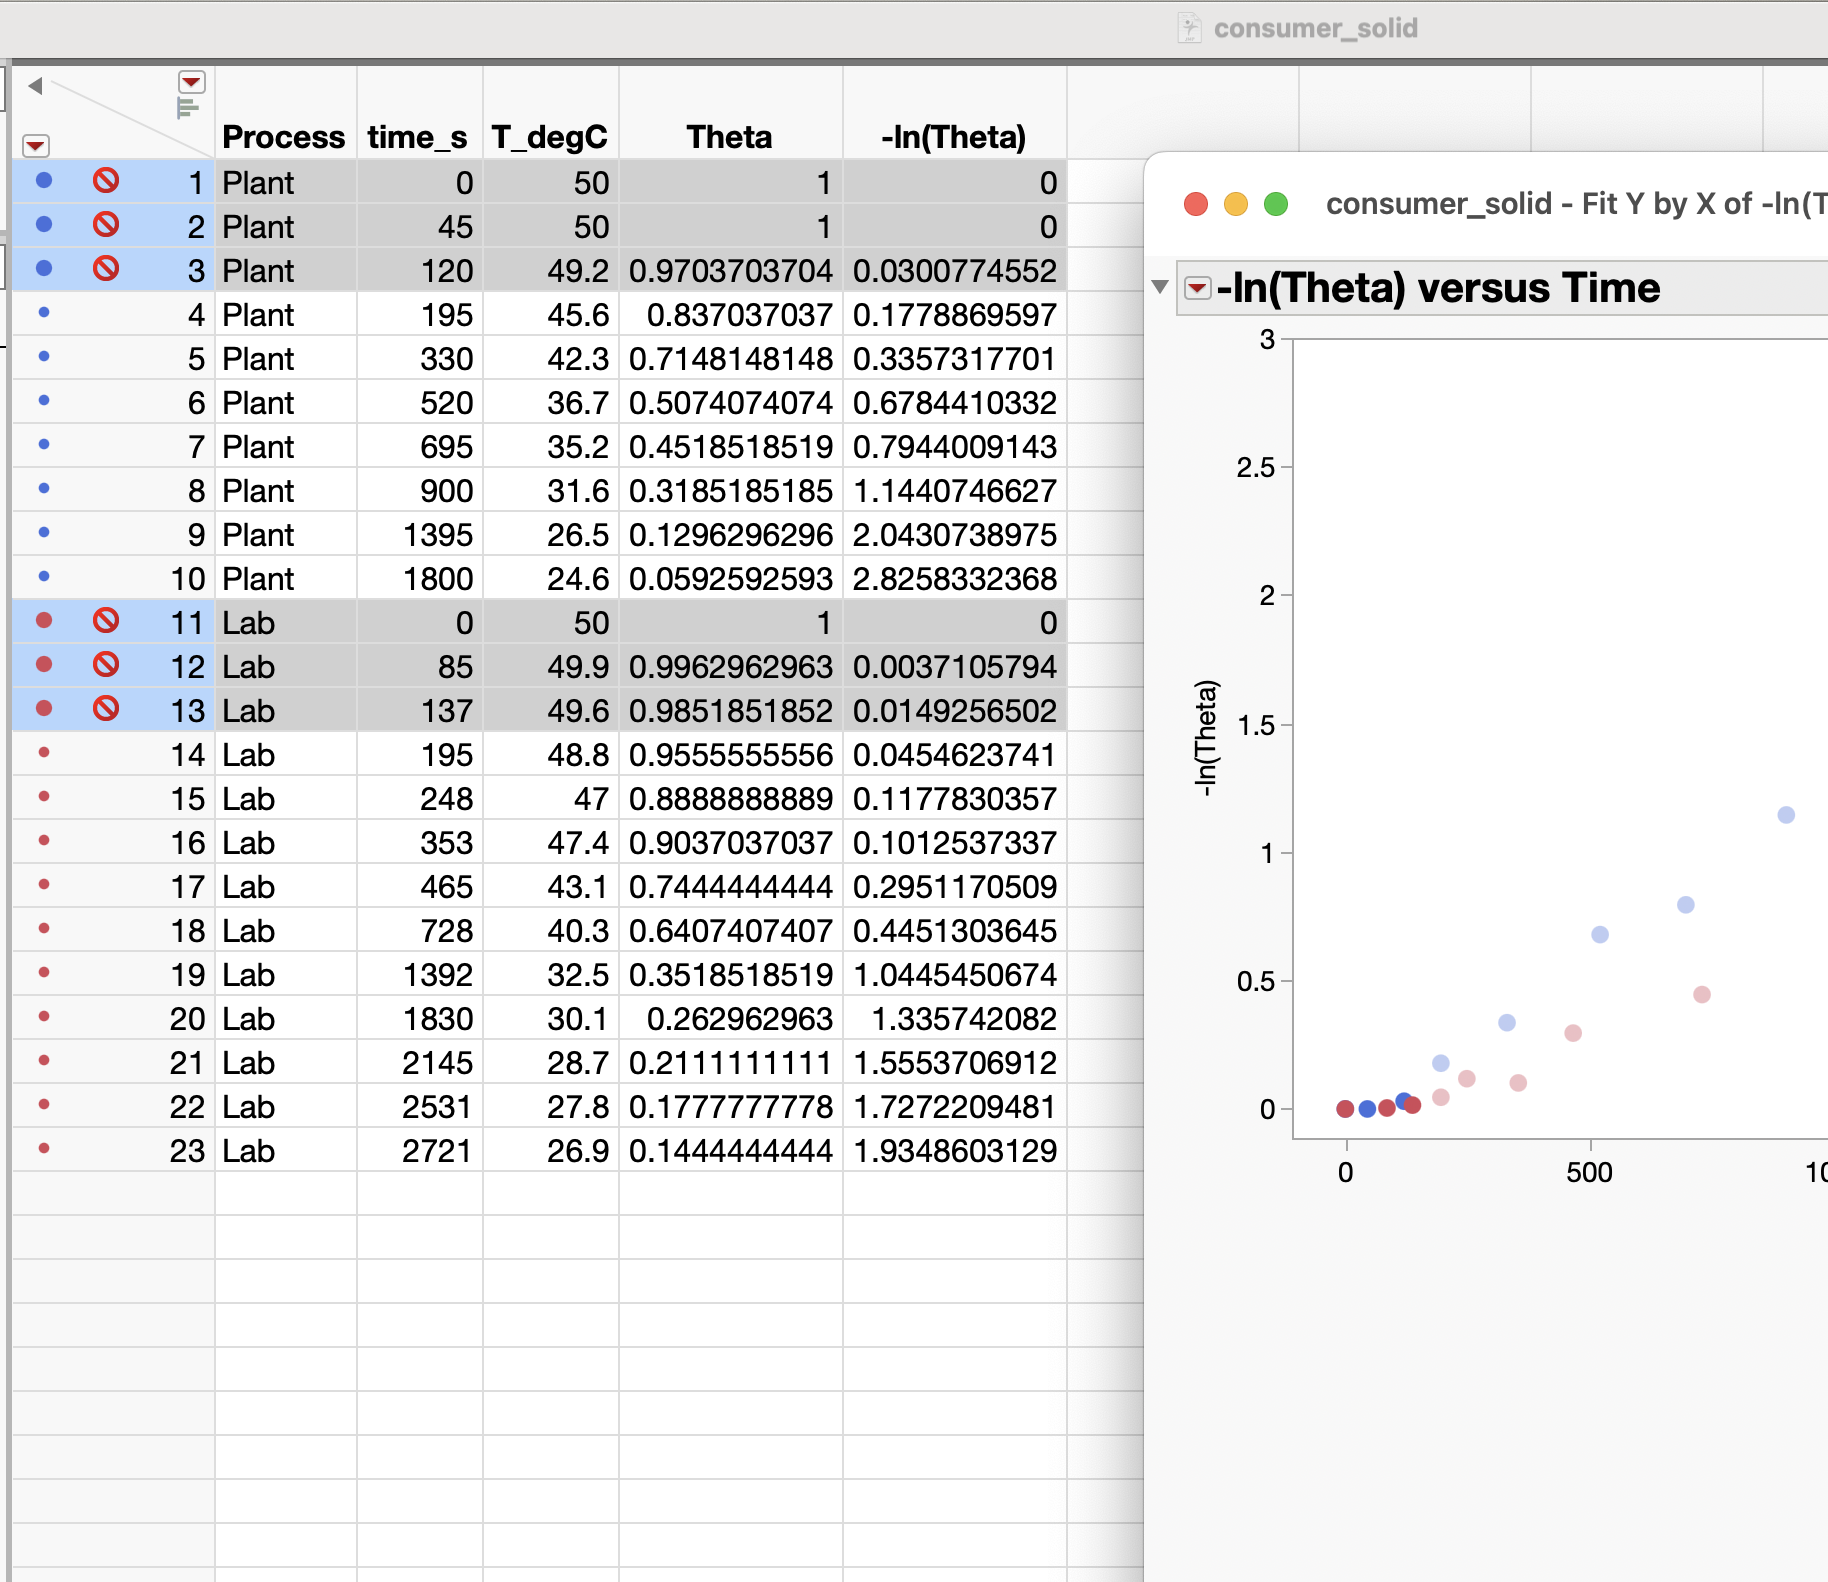 consumer_solid
Process time_s T_degC Theta -ln(Theta)
1 Plant 0 50 1 0
2 Plant 45 50 1 0
3 Plant 120 49.2 0.9703703704 0.0300774552
4 Plant 195 45.6 0.837037037 0.1778869597
5 Plant 330 42.3 0.7148148148 0.3357317701
6 Plant 520 36.7 0.5074074074 0.6784410332
7 Plant 695 35.2 0.4518518519 0.7944009143
8 Plant 900 31.6 0.3185185185 1.1440746627
9 Plant 1395 26.5 0.1296296296 2.0430738975
10 Plant 1800 24.6 0.0592592593 2.8258332368
11 Lab 0 50 1 0
12 Lab 85 49.9 0.9962962963 0.0037105794
13 Lab 137 49.6 0.9851851852 0.0149256502
14 Lab 195 48.8 0.9555555556 0.0454623741
15 Lab 248 47 0.8888888889 0.1177830357
16 Lab 353 47.4 0.9037037037 0.1012537337
17 Lab 465 43.1 0.7444444444 0.2951170509
18 Lab 728 40.3 0.6407407407 0.4451303645
19 Lab 1392 32.5 0.3518518519 1.0445450674
20 Lab 1830 30.1 0.262962963 1.335742082
21 Lab 2145 28.7 0.2111111111 1.5553706912
22 Lab 2531 27.8 0.1777777778 1.7272209481
23 Lab 2721 26.9 0.1444444444 1.9348603129
consumer_solid - Fit Y by X of -ln(T
-ln(Theta) versus Time
3
2.5
2
1.5
1
0.5
0
-ln(Theta)
0 500 10